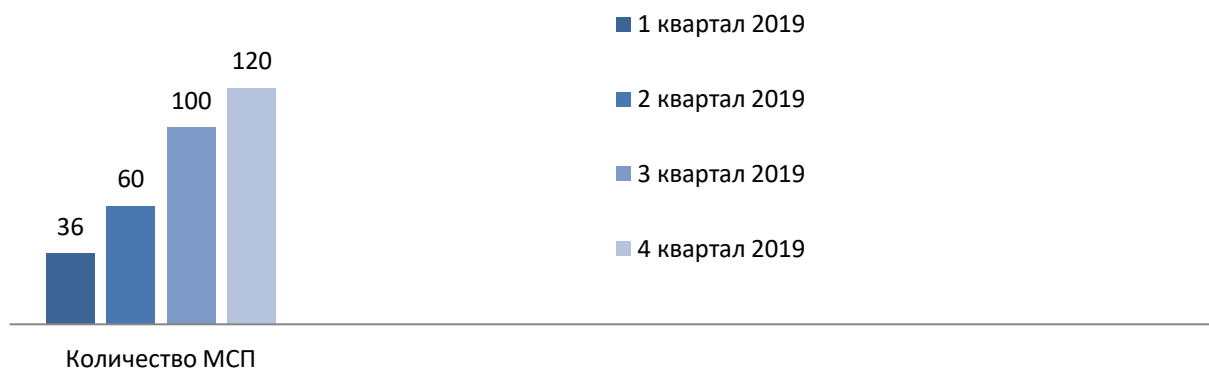 36
60
100
120
Количество МСП
1 квартал 2019
2 квартал 2019
3 квартал 2019
4 квартал 2019